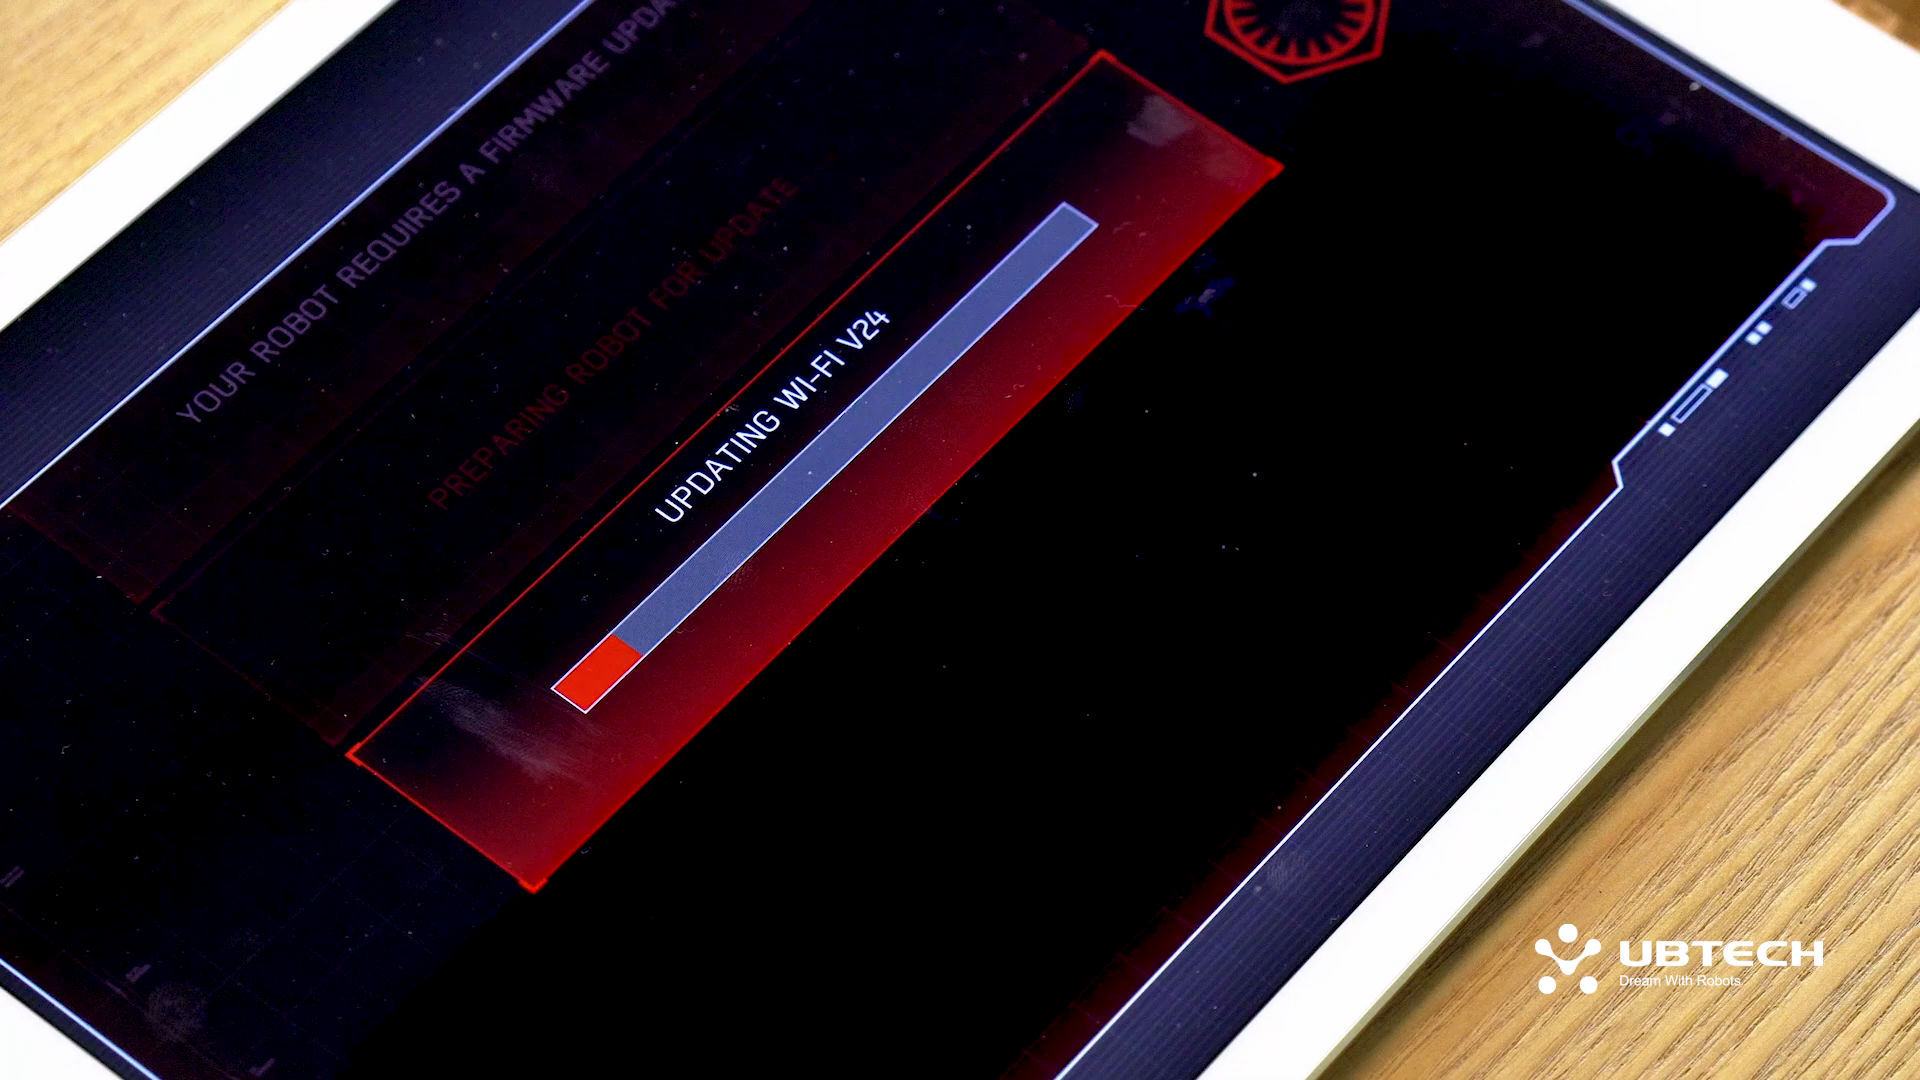 YOUR ROBOT REQUIRES A FIRMWARE UPDA
PREPARING ROBOT FOR UPDATE
UPDATING WI-FI V24
UBTECH
Dream With Robots